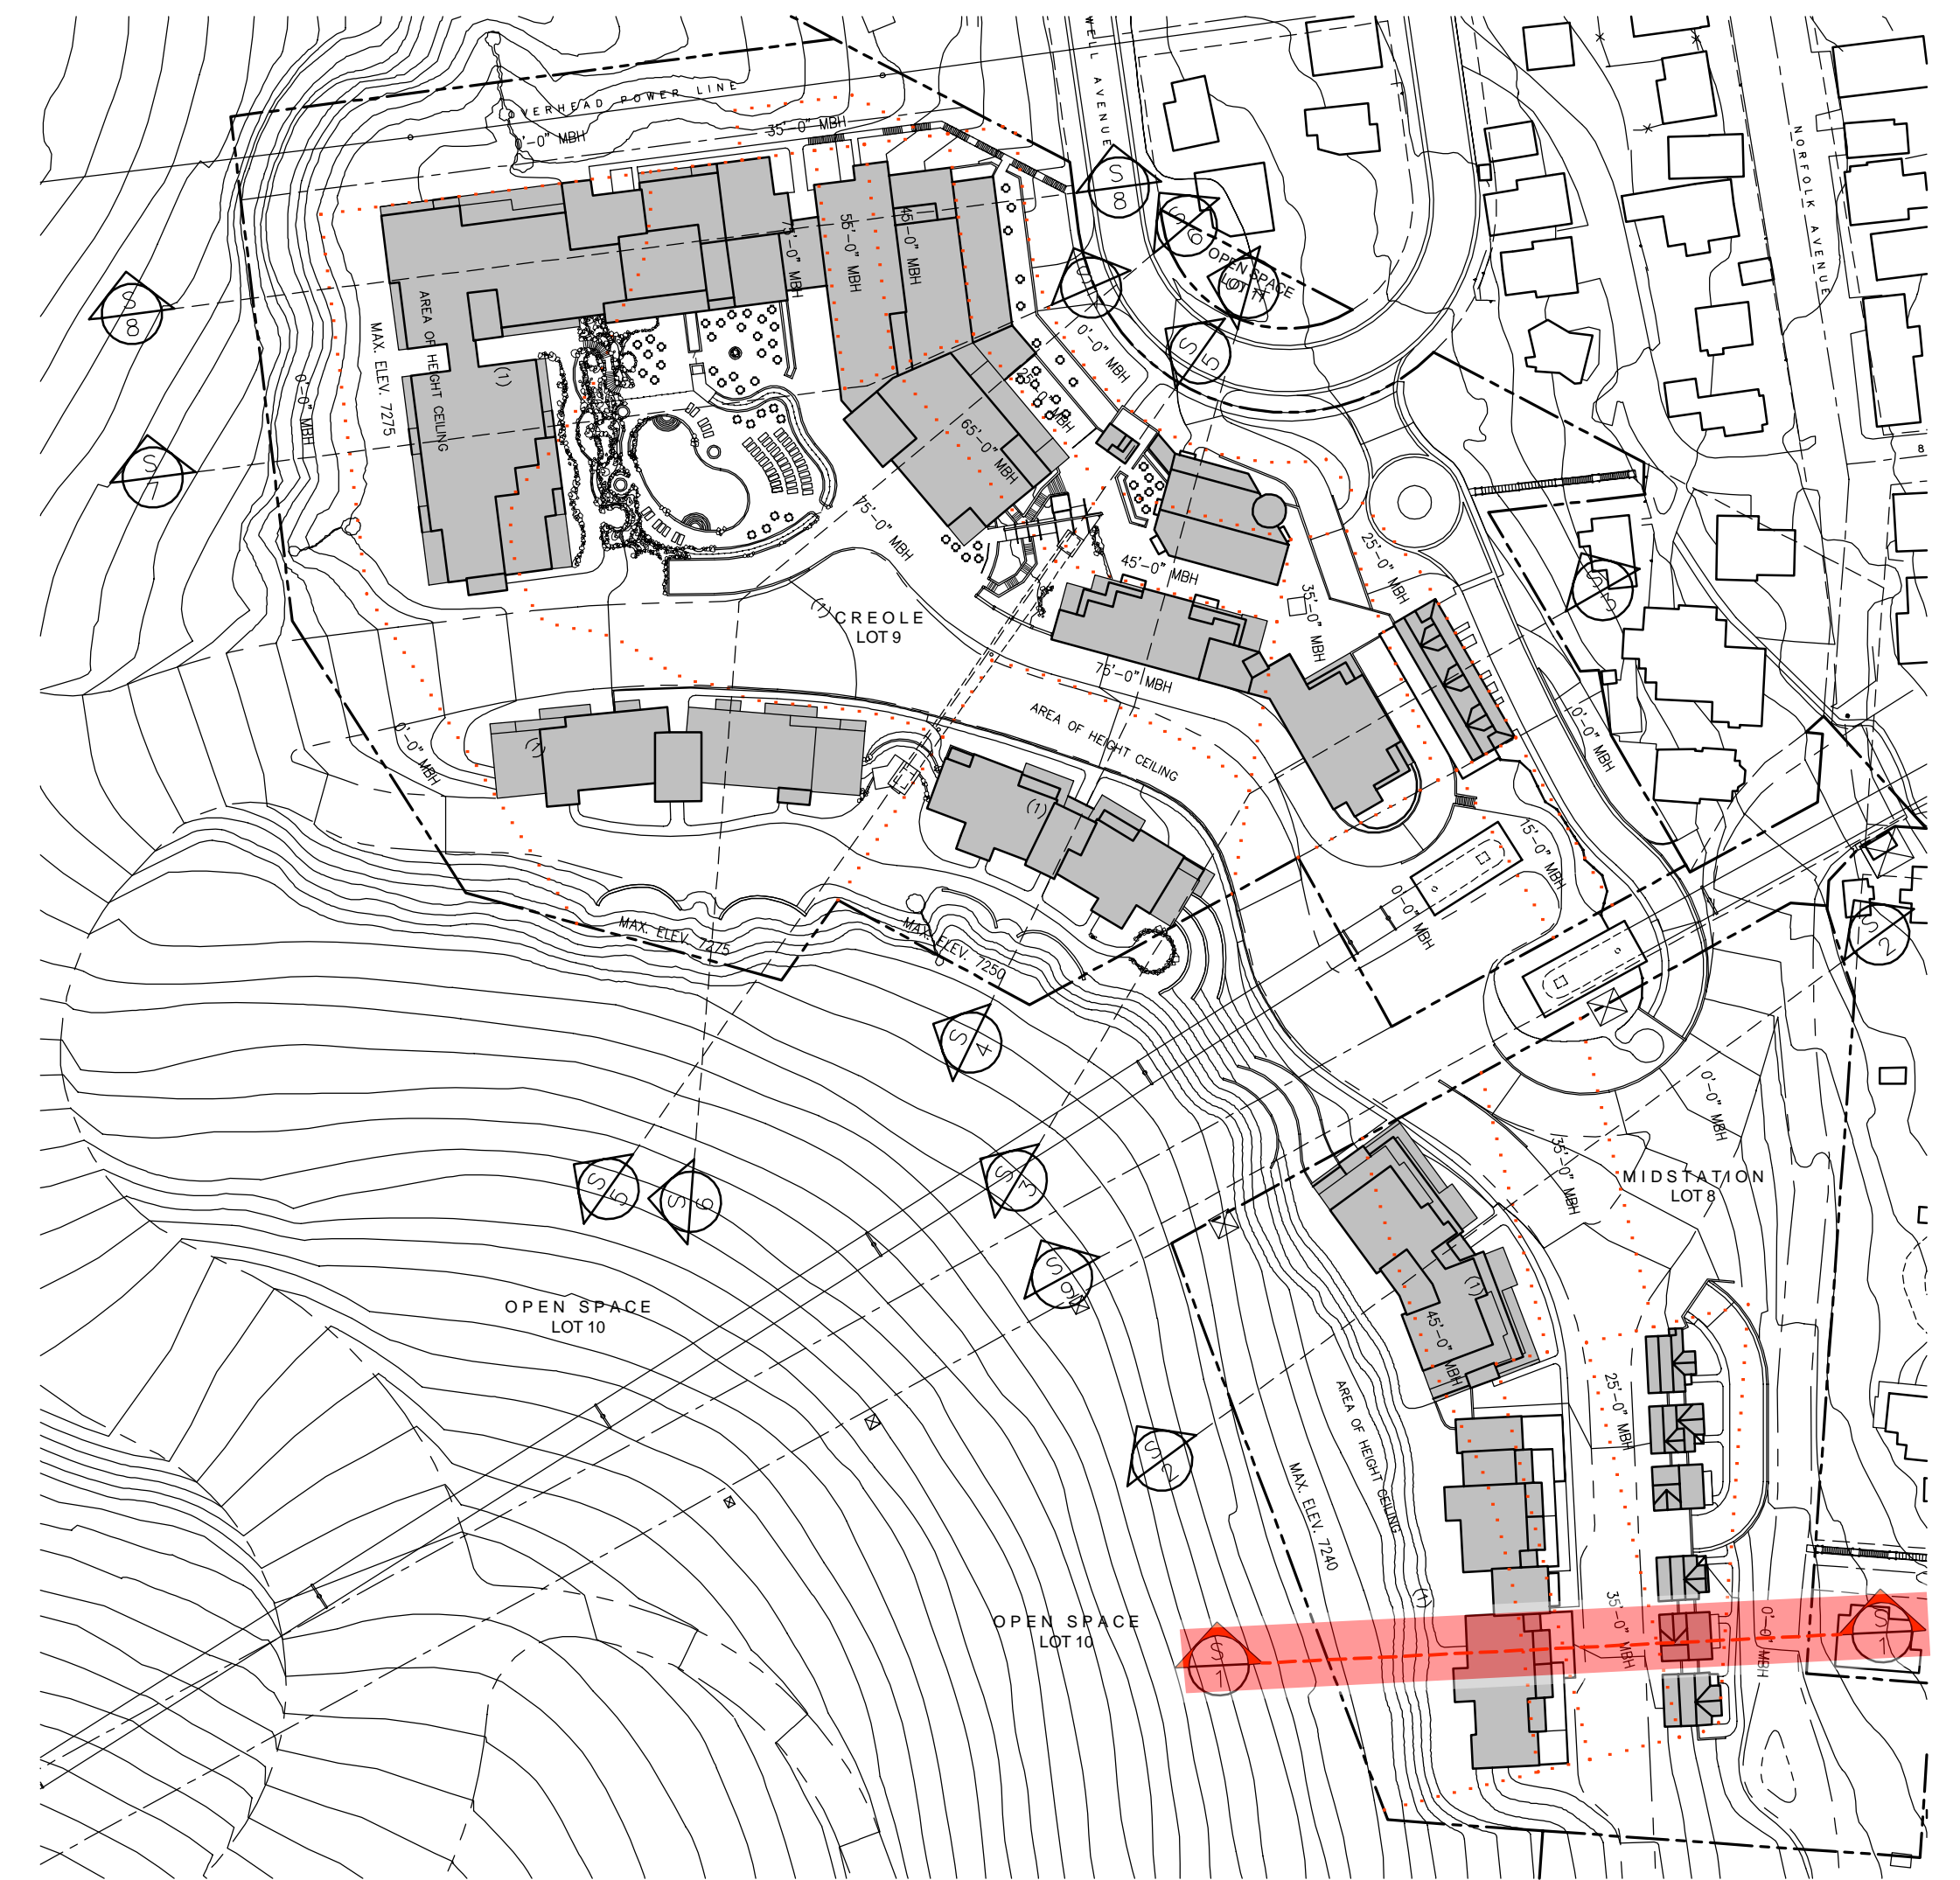 OVERHEAD POWER LINE
0'-0" MBH
35'-0" MBH
WELL AVENUE
NORFOLK AVENUE
S 8
S 6
OPEN SPACE
LOT 11
S 8
S 7
S 5
75'-0" MBH
55'-0" MBH
45'-0" MBH
0'-0" MBH
MAX. ELEV. 7275
AREA OF HEIGHT CEILING
(1)
0'-0" MBH
25'-0" MBH
65'-0" MBH
8
S 7
75'-0" MBH
45'-0" MBH
25'-0" MBH
35'-0" MBH
S 3
(1)
CREOLE
LOT 9
75'-0" MBH
AREA OF HEIGHT CEILING
0'-0" MBH
0'-0" MBH
(1)
(1)
15'-0" MBH
0'-0" MBH
MAX. ELEV. 7275
MAX. ELEV. 7250
S 2
S 4
0'-0" MBH
35'-0" MBH
MIDSTATION
LOT 8
S 5
S 6
S 3
S 9
OPEN SPACE
LOT 10
(1)
45'-0" MBH
25'-0" MBH
AREA OF HEIGHT CEILING
MAX. ELEV. 7240
S 2
(1)
35'-0" MBH
0'-0" MBH
OPEN SPACE
LOT 10
S 1
S 1